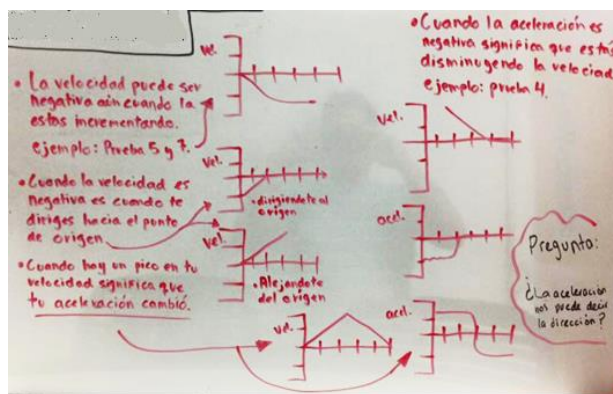 • La velocidad puede ser
negativa aún cuando la
estas incrementando.
ejemplo: Prueba 5 y 7.
• Cuando la velocidad es
negativa es cuando te
diriges hacia el punto
de origen
• Cuando hay un pico en tu
velocidad significa que
tu aceleración cambió.
vel.
vel.
• dirigiendote al
origen
vel.
• Alejandote
del origen
vel.
• Cuando la aceleración es
negativa significa que estás
disminuyendo la velocidad
ejemplo: prueba 4.
vel.
acel.
acel.
Pregunta:
¿La aceleración
nos puede decir
la dirección?